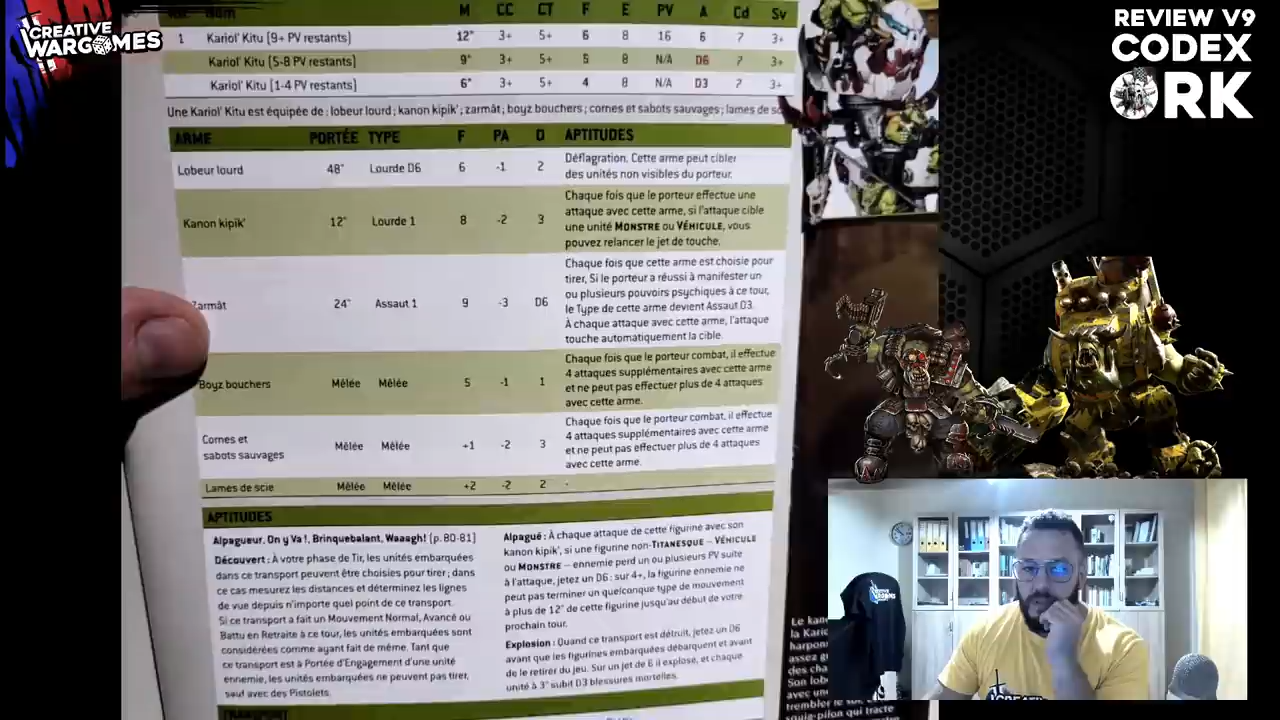 CREATIVE
WARGAMES
REVIEW V9
CODEX
ORK
M CC CT F E PV A Cd Sv
1 Kariol' Kitu (9+ PV restants) 12" 3+ 5+ 6 8 16 6 7 3+
Kariol' Kitu (5-8 PV restants) 9" 3+ 5+ 5 8 N/A D6 7 3+
Kariol' Kitu (1-4 PV restants) 6" 3+ 5+ 4 8 N/A D3 7 3+
Une Kariol' Kitu est équipée de : lobeur lourd ; kanon kipik' ; zarmât ; boyz bouchers ; cornes et sabots sauvages ; lames de
ARME PORTÉE TYPE F PA D APTITUDES
Lobeur lourd 48" Lourde D6 6 -1 2 Déflagration. Cette arme peut cibler
des unités non visibles du porteur.
Kanon kipik' 12" Lourde 1 8 -2 3 Chaque fois que le porteur effectue une
attaque avec cette arme, si l'attaque cible
une unité MONSTRE ou VÉHICULE, vous
pouvez relancer le jet de touche.
Zarmât 24" Assaut 1 9 -3 D6 Chaque fois que cette arme est choisie pour
tirer, Si le porteur a réussi à manifester un
ou plusieurs pouvoirs psychiques à ce tour,
le Type de cette arme devient Assaut D3.
À chaque attaque avec cette arme, l'attaque
touche automatiquement la cible.
Boyz bouchers Mêlée Mêlée 5 -1 1 Chaque fois que le porteur combat, il effectue
4 attaques supplémentaires avec cette arme
et ne peut pas effectuer plus de 4 attaques
avec cette arme.
Cornes et
sabots sauvages Mêlée Mêlée +1 -2 3 Chaque fois que le porteur combat, il effectue
4 attaques supplémentaires avec cette arme
et ne peut pas effectuer plus de 4 attaques
avec cette arme.
Lames de scie Mêlée Mêlée +2 -2 2 -
APTITUDES
Alpagueur, On y Va !, Brinquebalant, Waaagh! (p. 80-81)
Découvert : À votre phase de Tir, les unités embarquées
dans ce transport peuvent être choisies pour tirer ; dans
ce cas mesurez les distances et déterminez les lignes
de vue depuis n'importe quel point de ce transport.
Si ce transport a fait un Mouvement Normal, Avancé ou
Battu en Retraite à ce tour, les unités embarquées sont
considérées comme ayant fait de même. Tant que
ce transport est à Portée d'Engagement d'une unité
ennemie, les unités embarquées ne peuvent pas tirer,
sauf avec des Pistolets.
Alpagué : À chaque attaque de cette figurine avec son
kanon kipik', si une figurine non-TITANESQUE – VÉHICULE
ou MONSTRE – ennemie perd un ou plusieurs PV suite
à l'attaque, jetez un D6 : sur 4+, la figurine ennemie ne
peut pas terminer un quelconque type de mouvement
à plus de 12" de cette figurine jusqu'au début de votre
prochain tour.
Explosion : Quand ce transport est détruit, jetez un D6
avant que les figurines embarquées débarquent et avant
de le retirer du jeu. Sur un jet de 6 il explose, et chaque
unité à 3" subit D3 blessures mortelles.
TRANSPORT
Le kan
la Kario
harpon
assez g
des cha
Son lob
avec un
trembler le sol
squig-pilon qui tracte